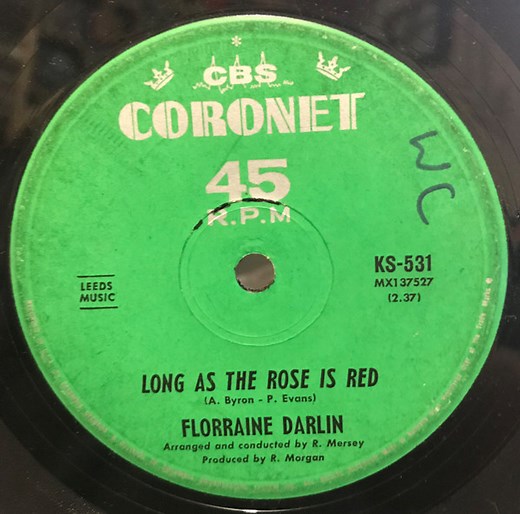 *
CBS
CORONET
45
R.P.M
WC
KS-531
MX137527
(2.37)
LEEDS
MUSIC
LONG AS THE ROSE IS RED
(A. Byron - P. Evans)
FLORRAINE DARLIN
Arranged and conducted by R. Mersey
Produced by R. Morgan